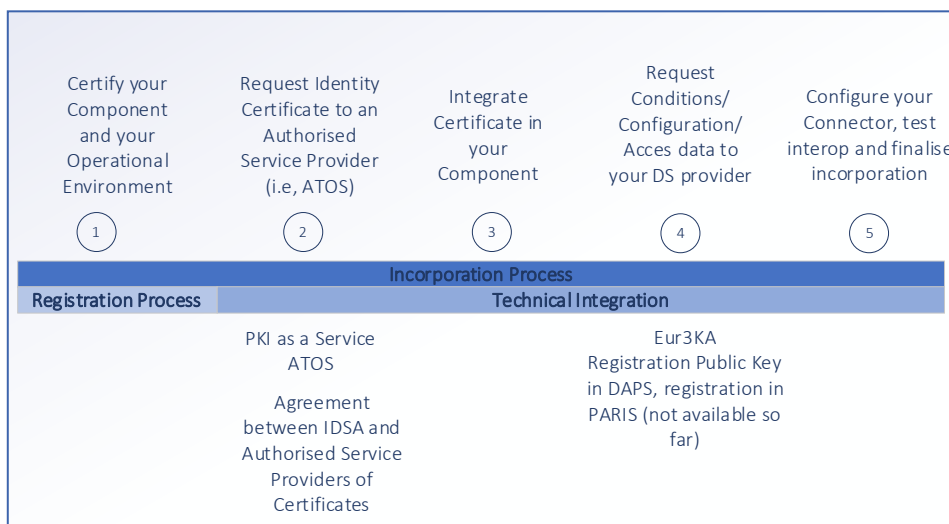 Certify your
Component
and your
Operational
Environment
Request Identity
Certificate to an
Authorised
Service Provider
(i.e, ATOS)
Integrate
Certificate in
your
Component
Request
Conditions/
Configuration/
Acces data to
your DS provider
Configure your
Connector, test
interop and finalise
incorporation
1
2
3
4
5
Incorporation Process
Registration Process
Technical Integration
PKI as a Service
ATOS
Agreement
between IDSA and
Authorised Service
Providers of
Certificates
Eur3KA
Registration Public Key
in DAPS, registration in
PARIS (not available so
far)